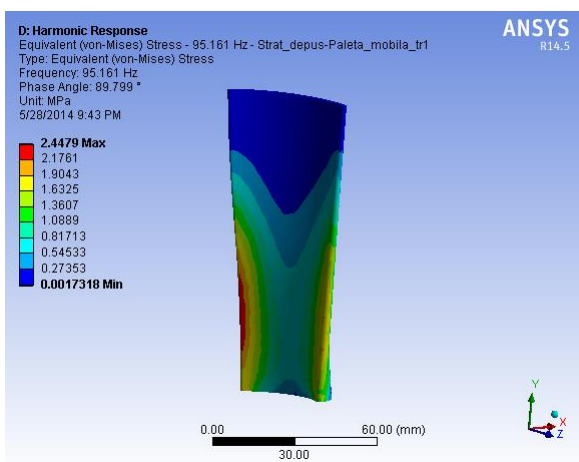 D: Harmonic Response
Equivalent (von-Mises) Stress - 95.161 Hz - Strat_depus-Paleta_mobila_tr1
Type: Equivalent (von-Mises) Stress
Frequency: 95.161 Hz
Phase Angle: 89.799 °
Unit: MPa
5/28/2014 9:43 PM
ANSYS
R14.5
2.4479 Max
2.1761
1.9043
1.6325
1.3607
1.0889
0.81713
0.54533
0.27353
0.0017318 Min
0.00 60.00 (mm)
30.00
Y
X
Z